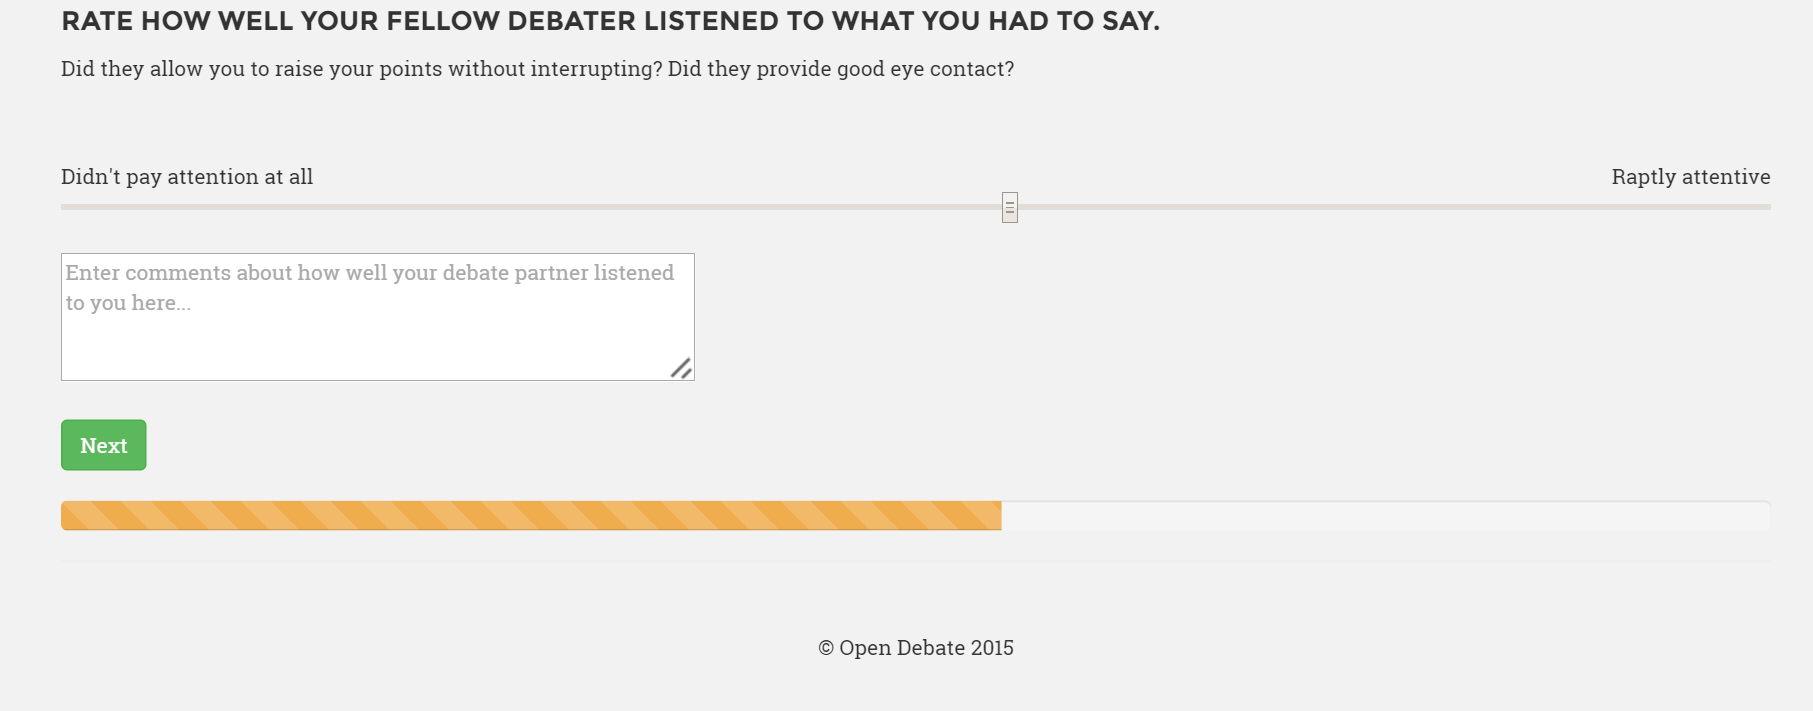 RATE HOW WELL YOUR FELLOW DEBATER LISTENED TO WHAT YOU HAD TO SAY.
Did they allow you to raise your points without interrupting? Did they provide good eye contact?
Didn't pay attention at all
Raptly attentive
Enter comments about how well your debate partner listened
to you here...
Next
© Open Debate 2015